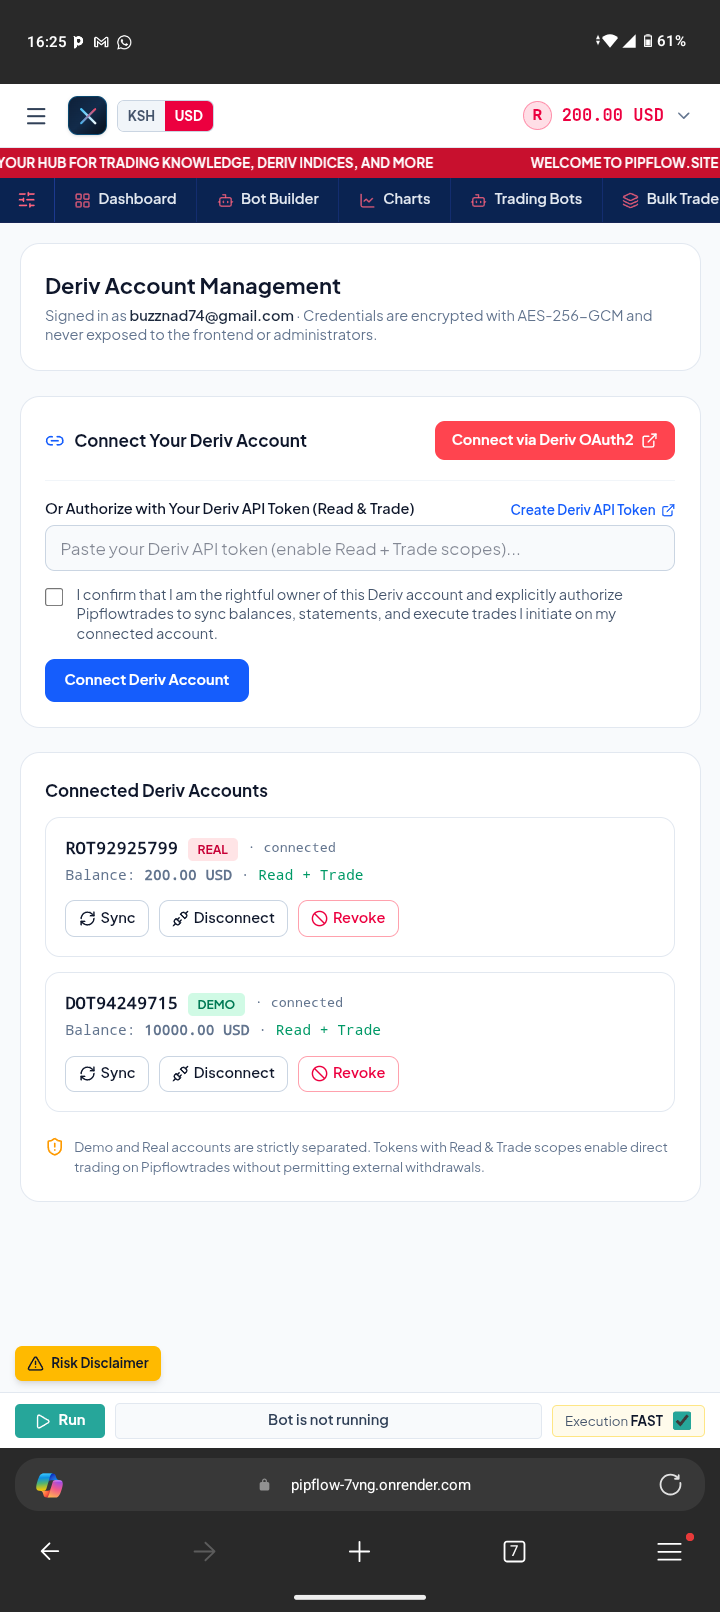 16:25
61%
KSH USD
R 200.00 USD
YOUR HUB FOR TRADING KNOWLEDGE, DERIV INDICES, AND MORE WELCOME TO PIPFLOW.SITE
Dashboard Bot Builder Charts Trading Bots Bulk Trade
Deriv Account Management
Signed in as buzznad74@gmail.com · Credentials are encrypted with AES-256-GCM and
never exposed to the frontend or administrators.
Connect Your Deriv Account
Connect via Deriv OAuth2
Or Authorize with Your Deriv API Token (Read & Trade)
Create Deriv API Token
Paste your Deriv API token (enable Read + Trade scopes)...
I confirm that I am the rightful owner of this Deriv account and explicitly authorize
Pipflowtrades to sync balances, statements, and execute trades I initiate on my
connected account.
Connect Deriv Account
Connected Deriv Accounts
ROT92925799 REAL · connected
Balance: 200.00 USD · Read + Trade
Sync Disconnect Revoke
DOT94249715 DEMO · connected
Balance: 10000.00 USD · Read + Trade
Sync Disconnect Revoke
Demo and Real accounts are strictly separated. Tokens with Read & Trade scopes enable direct
trading on Pipflowtrades without permitting external withdrawals.
Risk Disclaimer
Run
Bot is not running
Execution FAST
pipflow-7vng.onrender.com
7